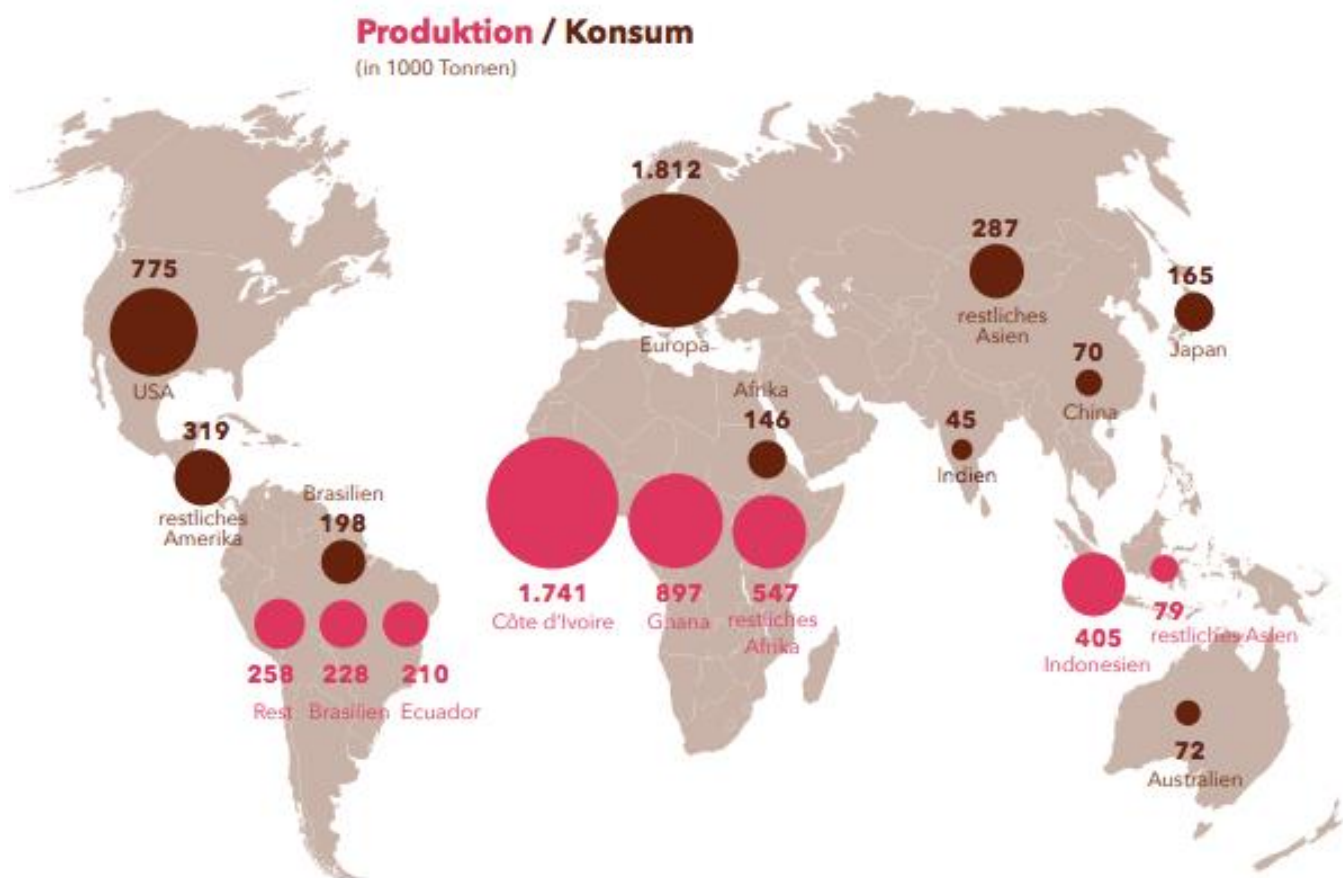 Produktion / Konsum
(in 1000 Tonnen)
1.812
Europa
775
USA
287
restliches
Asien
165
Japan
70
China
Afrika
146
45
Indien
319
restliches
Amerika
Brasilien
198
1.741
Côte d'Ivoire
897
Ghana
547
restliches
Afrika
258
Rest
228
Brasilien
210
Ecuador
405
Indonesien
79
restliches Asien
72
Australien